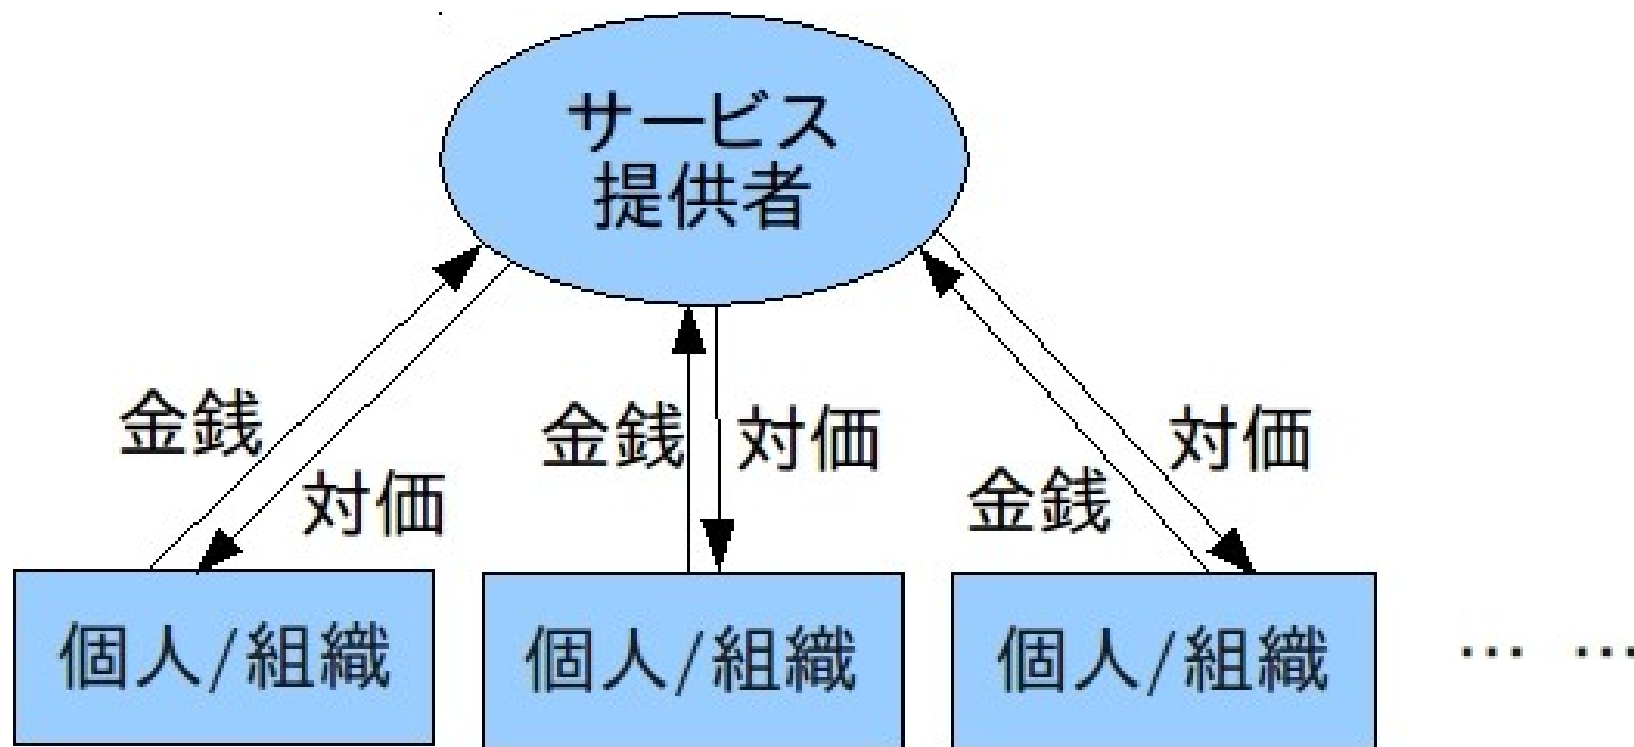 サービス
提供者
金銭
対価
金銭
対価
金銭
対価
個人/組織
個人/組織
個人/組織
… …